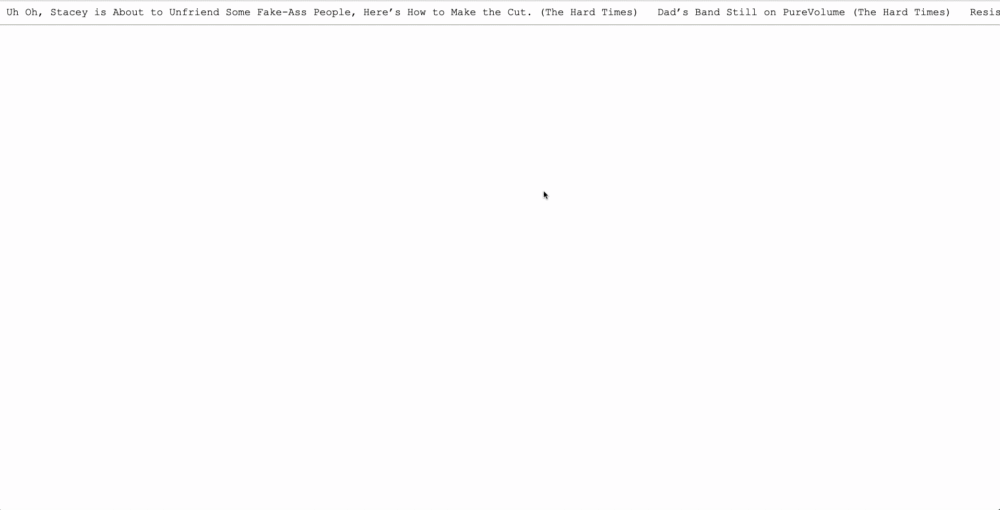 Uh Oh, Stacey is About to Unfriend Some Fake-Ass People, Here’s How to Make the Cut. (The Hard Times) Dad’s Band Still on PureVolume (The Hard Times) Resis